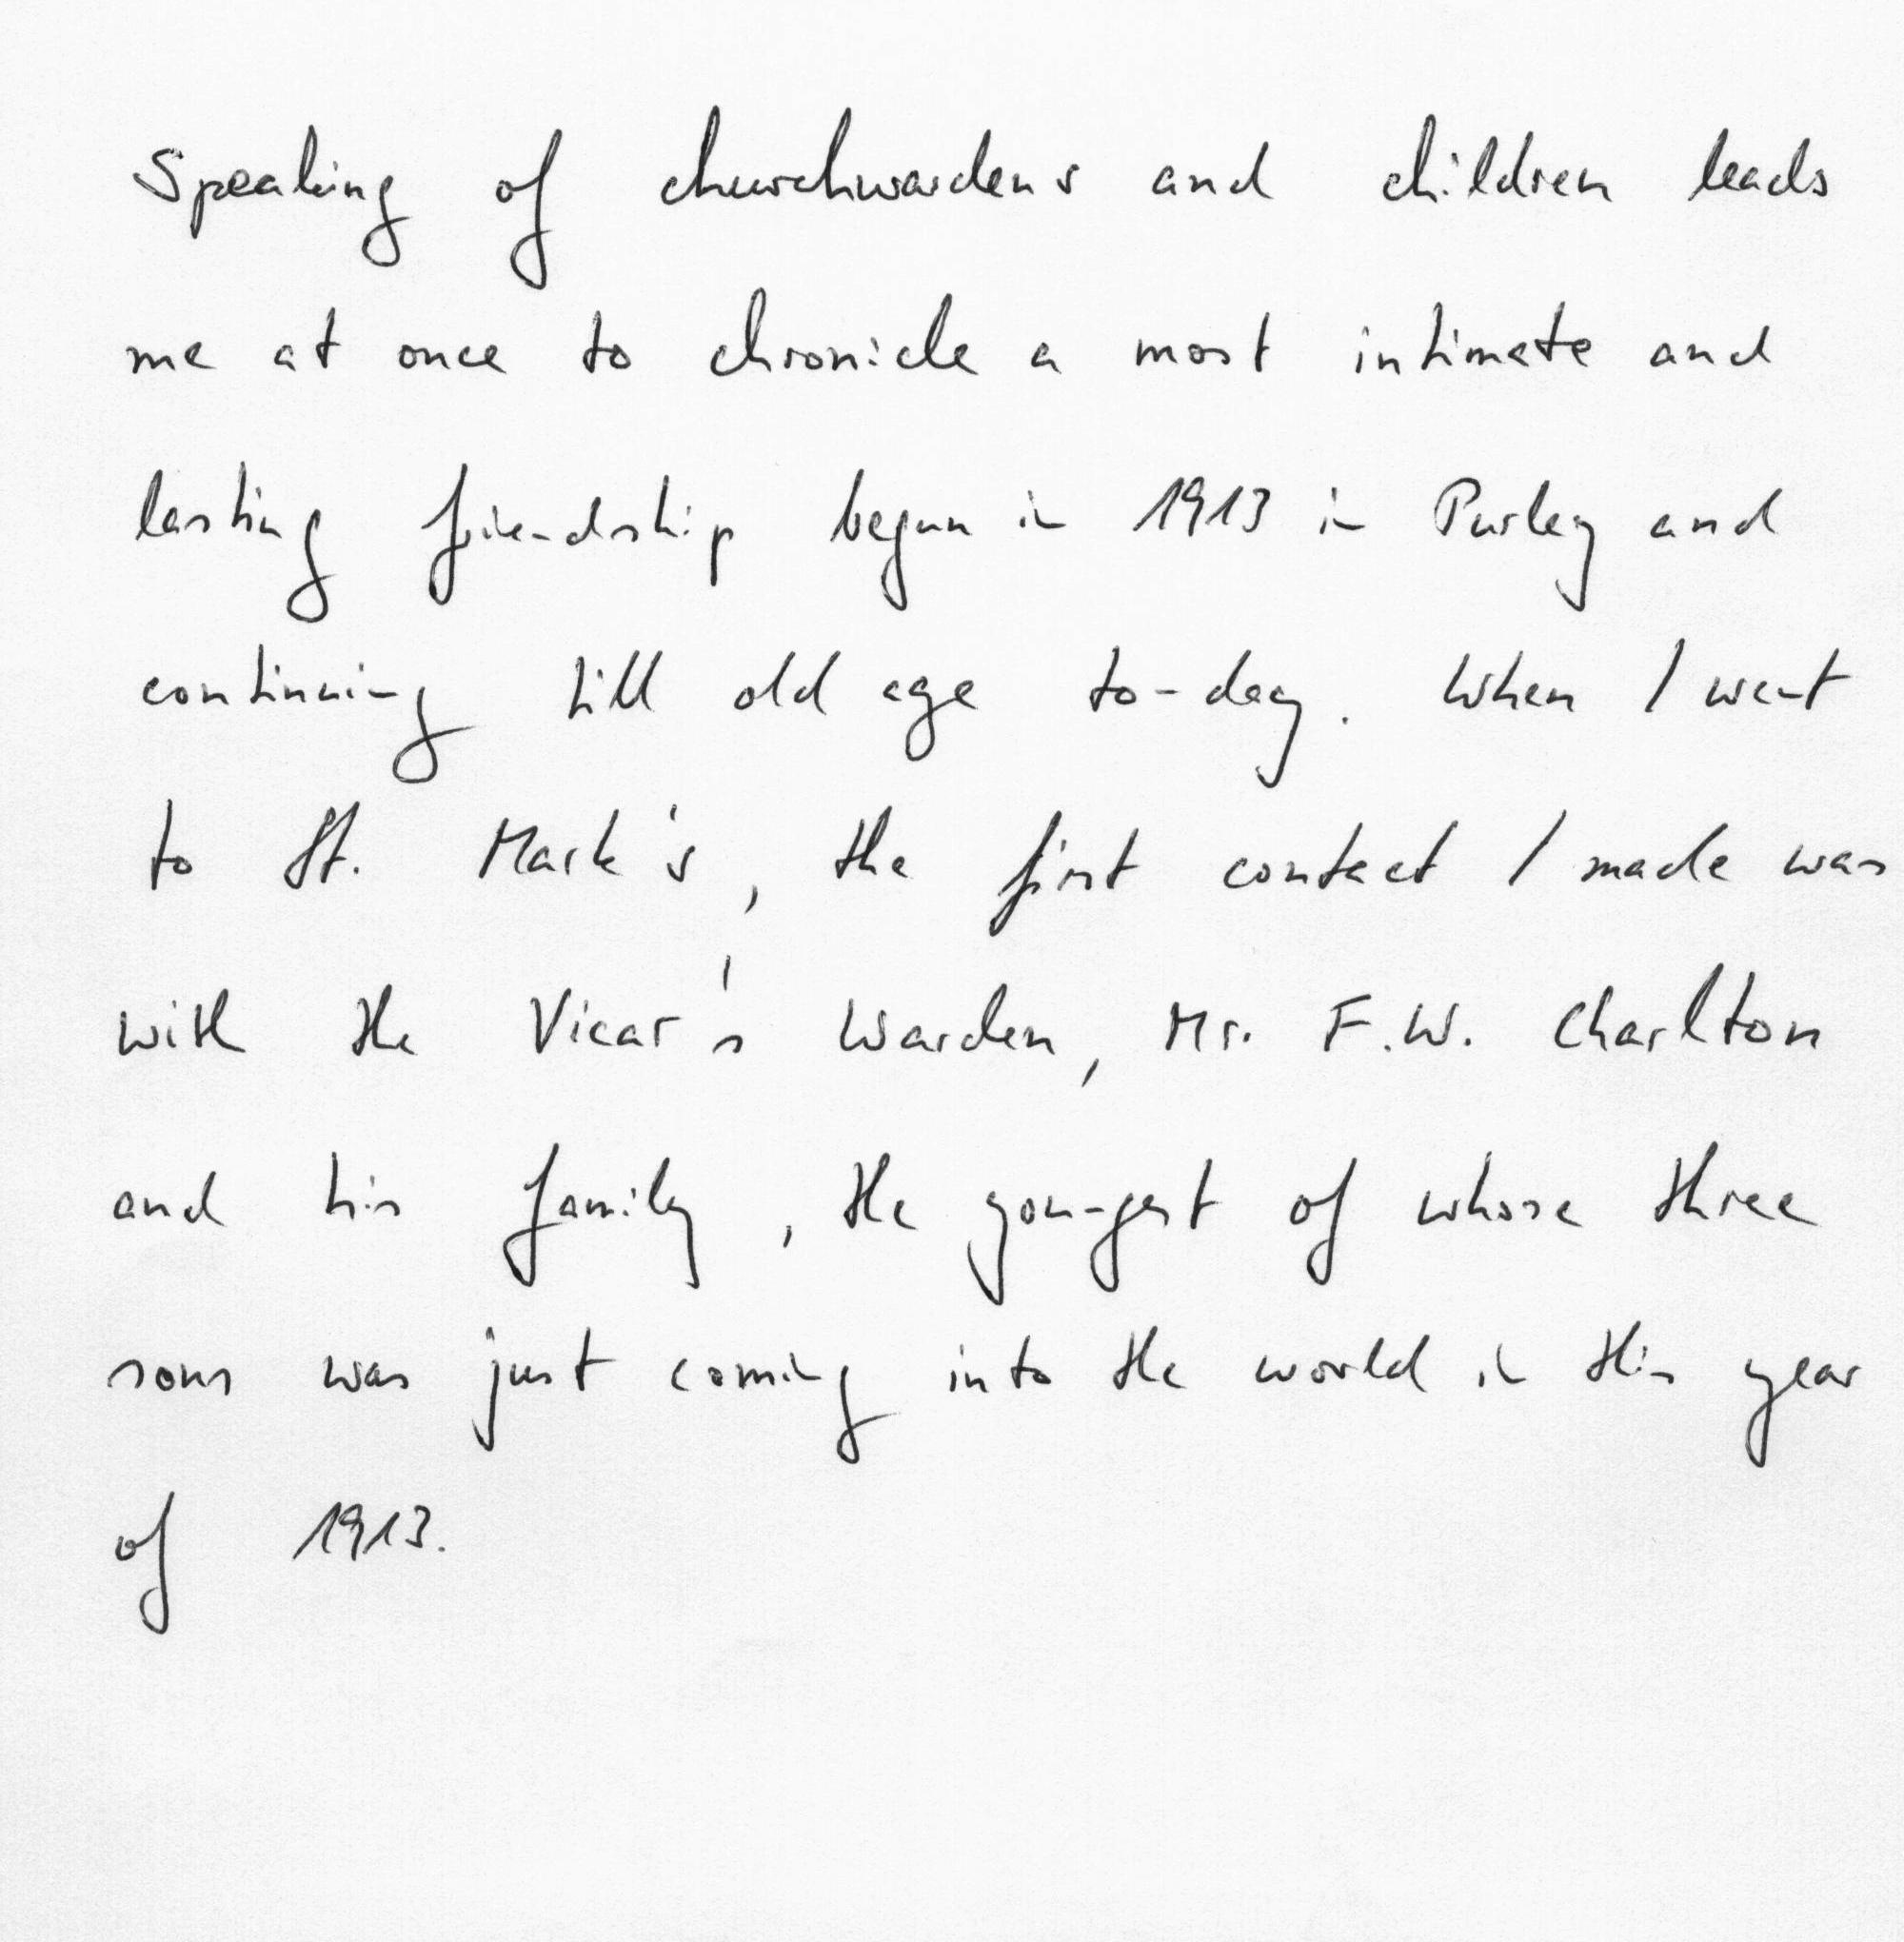 Speaking of churchwardens and children leads
me at once to chronicle a most intimate and
lasting friendship begun in 1913 in Purley and
continuing till old age to-day. When I went
to St. Mark's, the first contact I made was
with the Vicar's Warden, Mr. F.W. Charlton
and his family, the youngest of whose three
sons was just coming into the world in this year
of 1913.